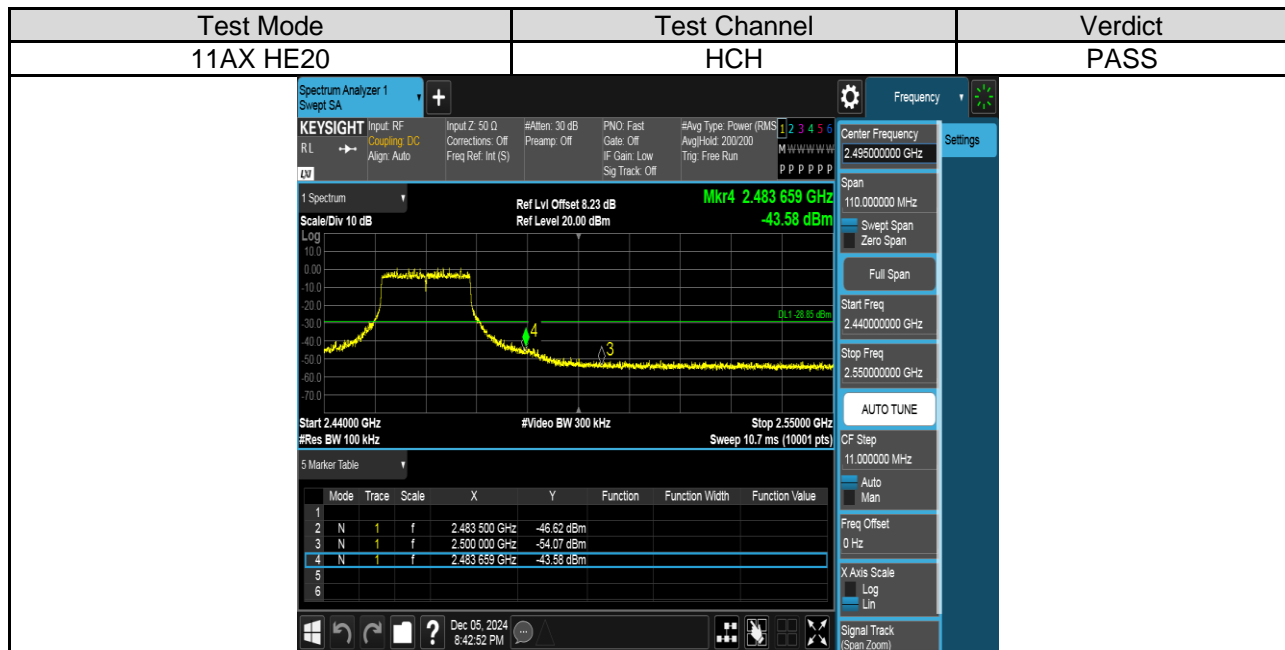 Test Mode Test Channel Verdict
11AX HE20 HCH PASS
Spectrum Analyzer 1
Swept SA
Frequency
KEYSIGHT Input: RF Input Z: 50 Ω #Atten: 30 dB PNO: Fast #Avg Type: Power (RMS 1 2 3 4 5 6
RL Coupling: DC Corrections: Off Preamp: Off Gate: Off Avg|Hold: 200/200 M W W W W W
Align: Auto Freq Ref: Int (S) IF Gain: Low Trig: Free Run
LXI Sig Track: Off P P P P P P
1 Spectrum
Scale/Div 10 dB
Ref Lvl Offset 8.23 dB
Ref Level 20.00 dBm
Mkr4 2.483 659 GHz
-43.58 dBm
Log
10.0
0.00
-10.0
-20.0
-30.0
-40.0
-50.0
-60.0
-70.0
DL1 -28.85 dBm
4
3
Start 2.44000 GHz #Video BW 300 kHz Stop 2.55000 GHz
#Res BW 100 kHz Sweep 10.7 ms (10001 pts)
5 Marker Table
Mode Trace Scale X Y Function Function Width Function Value
1
2 N 1 f 2.483 500 GHz -46.62 dBm
3 N 1 f 2.500 000 GHz -54.07 dBm
4 N 1 f 2.483 659 GHz -43.58 dBm
5
6
Dec 05, 2024
8:42:52 PM
?
Center Frequency
2.495000000 GHz
Settings
Span
110.000000 MHz
Swept Span
Zero Span
Full Span
Start Freq
2.440000000 GHz
Stop Freq
2.550000000 GHz
AUTO TUNE
CF Step
11.000000 MHz
Auto
Man
Freq Offset
0 Hz
X Axis Scale
Log
Lin
Signal Track
(Span Zoom)